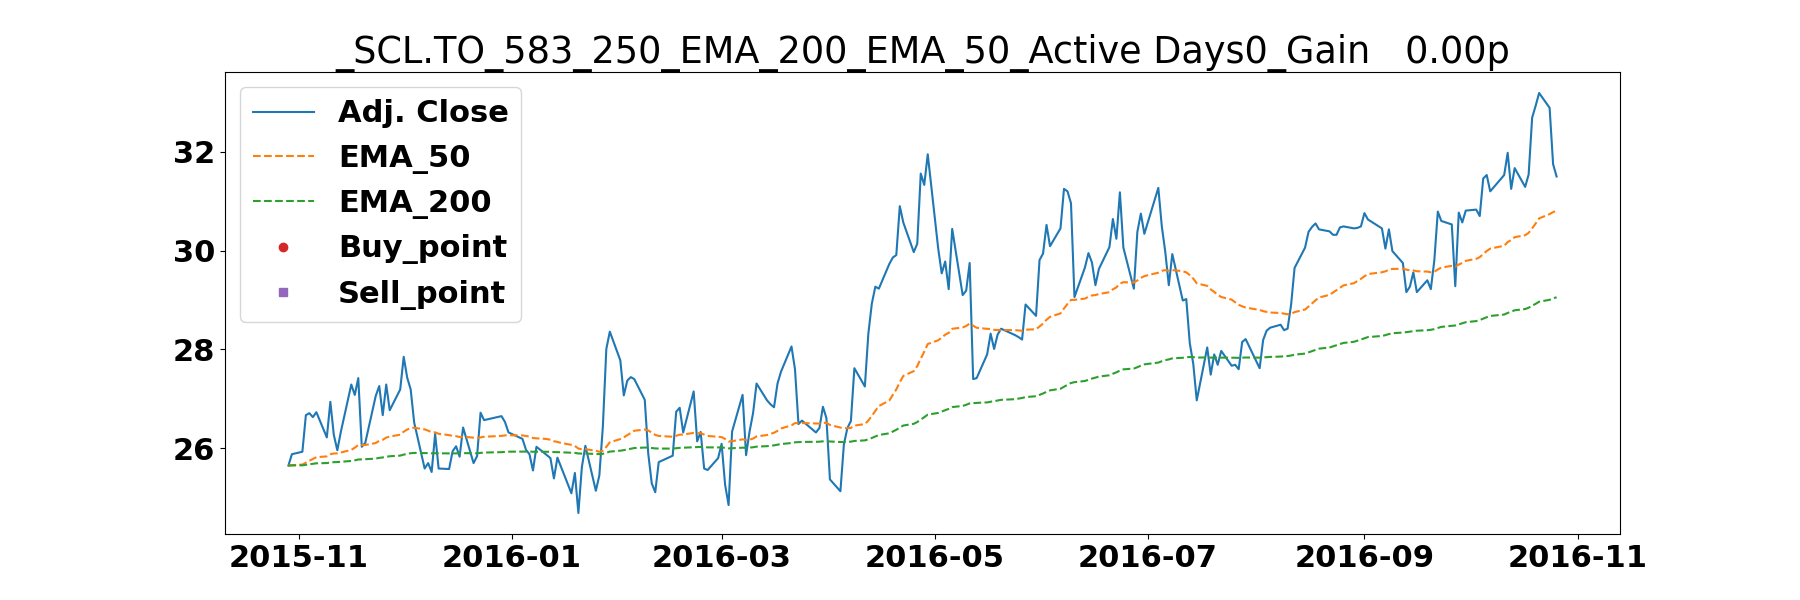 _SCL.TO_583_250_EMA_200_EMA_50_Active Days0_Gain   0.00p
Adj. Close
EMA_50
EMA_200
Buy_point
Sell_point
32
30
28
26
2015-11
2016-01
2016-03
2016-05
2016-07
2016-09
2016-11